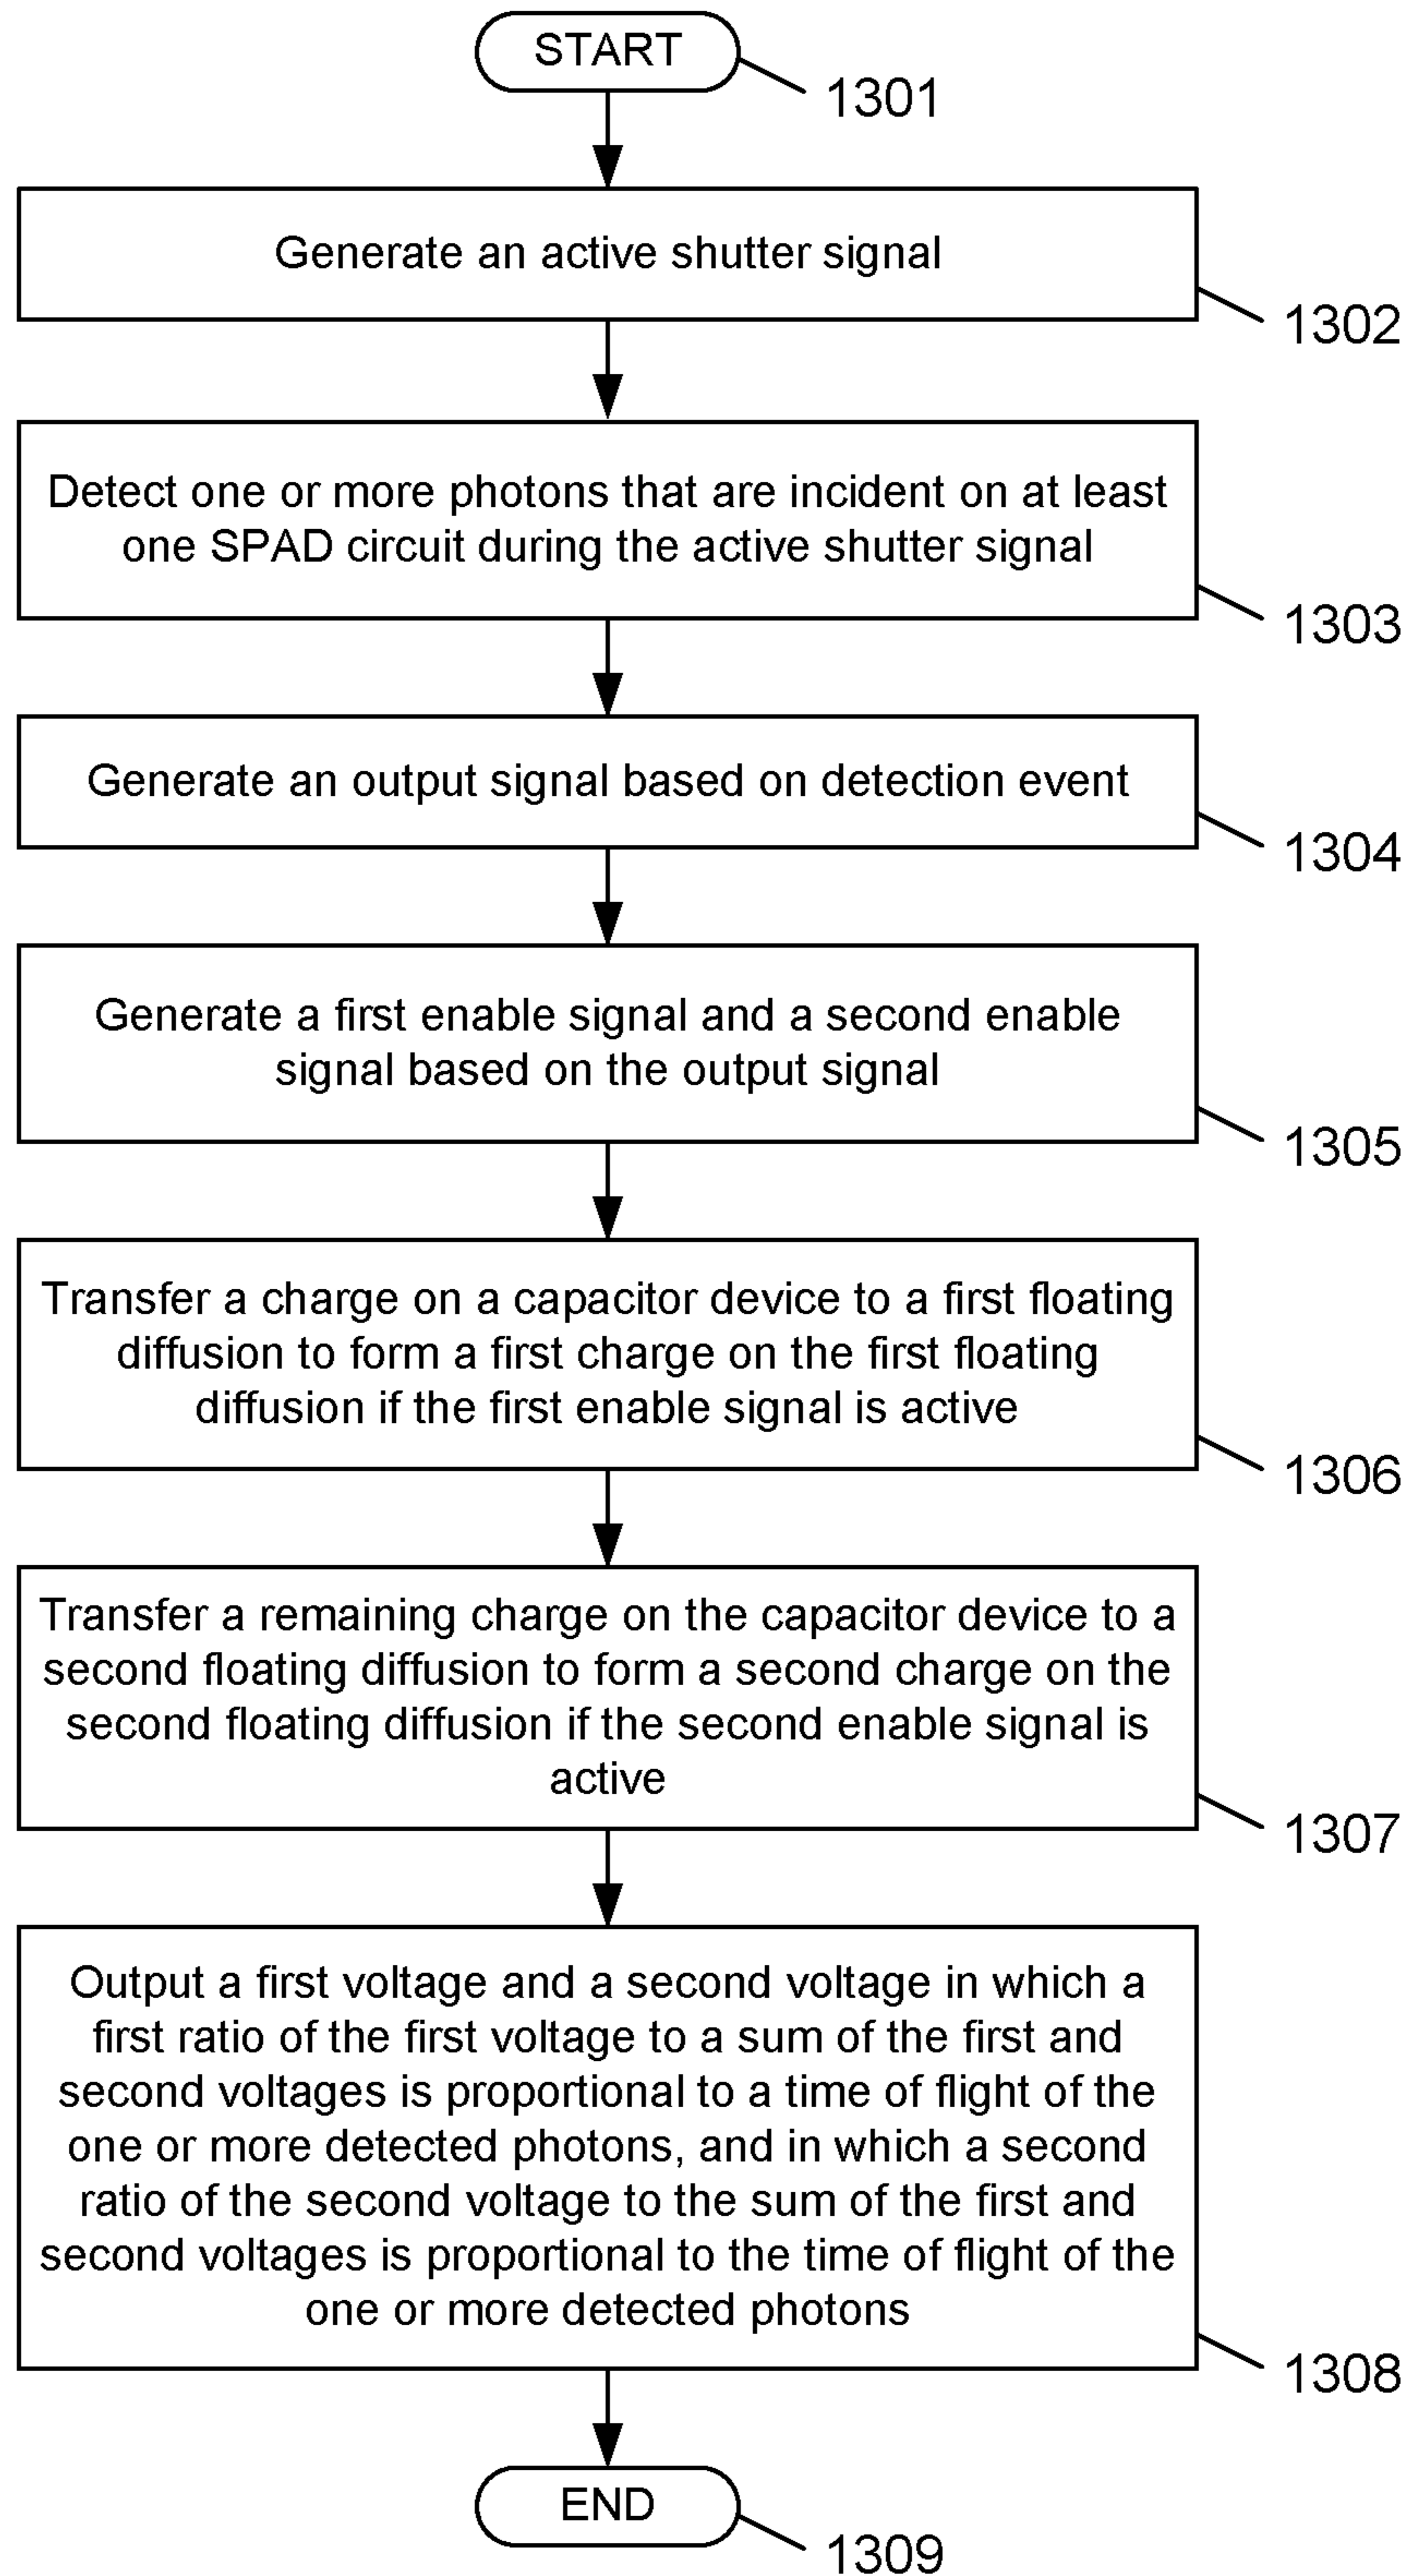 START
1301
Generate an active shutter signal
1302
Detect one or more photons that are incident on at least
one SPAD circuit during the active shutter signal
1303
Generate an output signal based on detection event
1304
Generate a first enable signal and a second enable
signal based on the output signal
1305
Transfer a charge on a capacitor device to a first floating
diffusion to form a first charge on the first floating
diffusion if the first enable signal is active
1306
Transfer a remaining charge on the capacitor device to a
second floating diffusion to form a second charge on the
second floating diffusion if the second enable signal is
active
1307
Output a first voltage and a second voltage in which a
first ratio of the first voltage to a sum of the first and
second voltages is proportional to a time of flight of the
one or more detected photons, and in which a second
ratio of the second voltage to the sum of the first and
second voltages is proportional to the time of flight of the
one or more detected photons
1308
END
1309